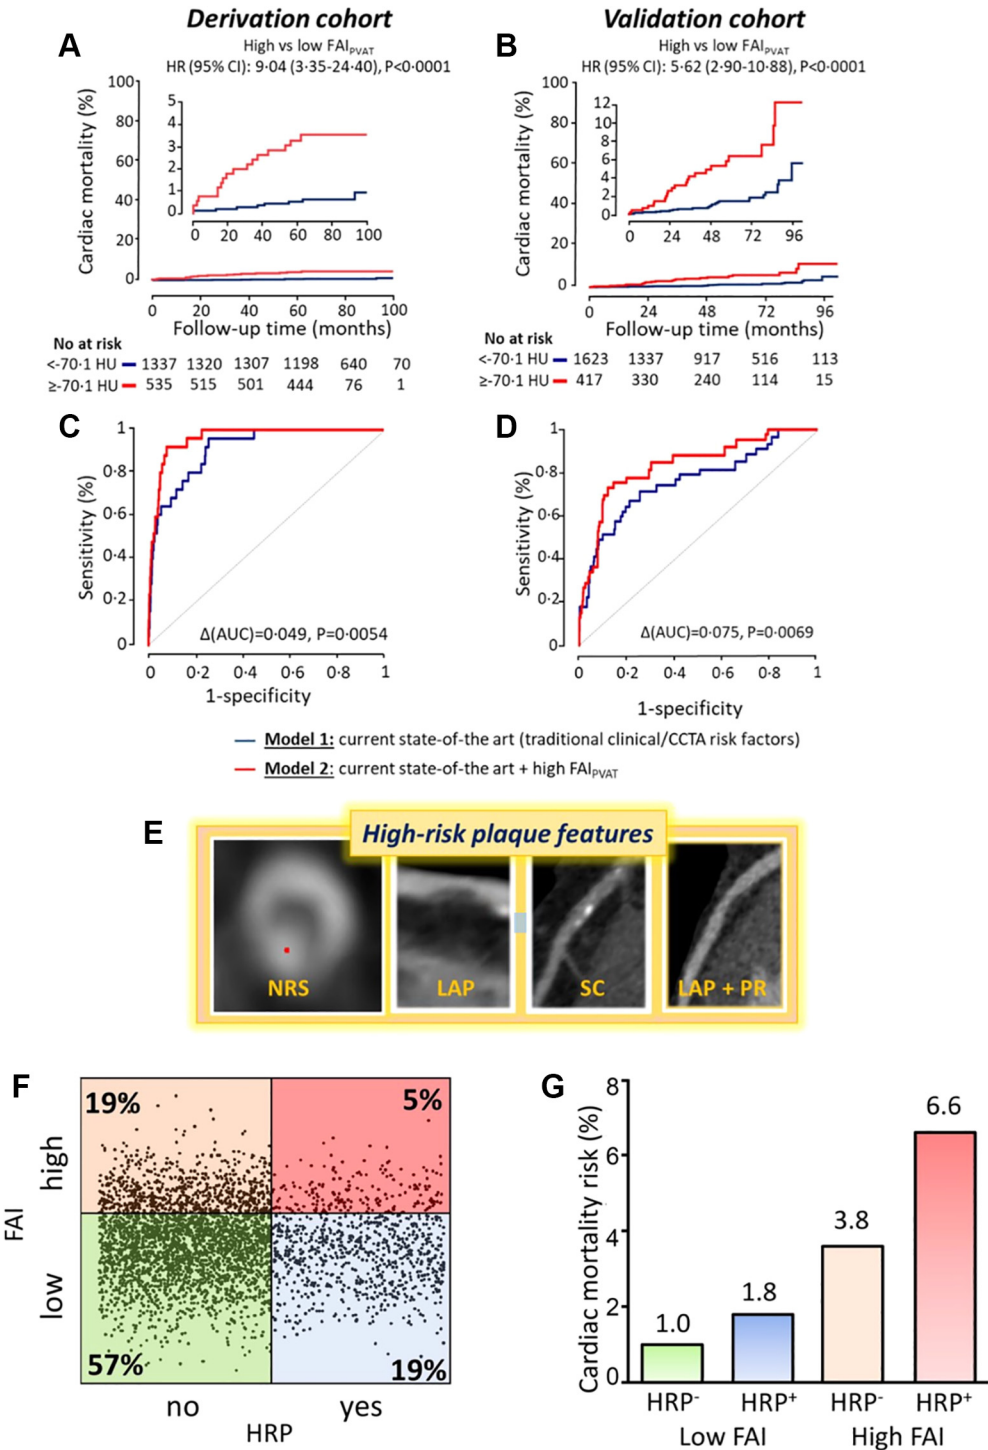 Derivation cohort
Validation cohort
A
High vs low FAIPVAT
HR (95% CI): 9·04 (3·35-24·40), P<0·0001
B
High vs low FAIPVAT
HR (95% CI): 5·62 (2·90-10·88), P<0·0001
Cardiac mortality (%)
100
80
60
40
20
0
5
4
3
2
1
0
0 20 40 60 80 100
0 20 40 60 80 100
Follow-up time (months)
Cardiac mortality (%)
100
80
60
40
20
0
12
10
8
6
4
2
0
0 24 48 72 96
0 24 48 72 96
Follow-up time (months)
No at risk
<-70·1 HU 1337 1320 1307 1198 640 70
≥-70·1 HU 535 515 501 444 76 1
No at risk
<-70·1 HU 1623 1337 917 516 113
≥-70·1 HU 417 330 240 114 15
C
Sensitivity (%)
1
0·8
0·6
0·4
0·2
0
Δ(AUC)=0·049, P=0·0054
0 0·2 0·4 0·6 0·8 1
1-specificity
D
Sensitivity (%)
1
0·8
0·6
0·4
0·2
0
Δ(AUC)=0·075, P=0·0069
0 0·2 0·4 0·6 0·8 1
1-specificity
Model 1: current state-of-the art (traditional clinical/CCTA risk factors)
Model 2: current state-of-the art + high FAIPVAT
E
High-risk plaque features
NRS
LAP
SC
LAP + PR
F
19%
5%
57%
19%
FAI
high
low
no
yes
HRP
G
Cardiac mortality risk (%)
8
6
4
2
0
1.0
1.8
3.8
6.6
HRP- HRP+ HRP- HRP+
Low FAI
High FAI